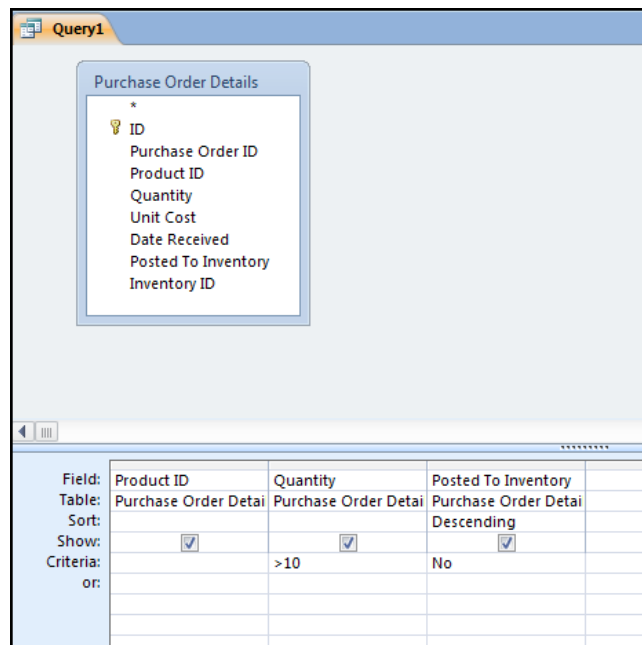 Query1
Purchase Order Details
*
ID
Purchase Order ID
Product ID
Quantity
Unit Cost
Date Received
Posted To Inventory
Inventory ID
Field: Product ID Quantity Posted To Inventory
Table: Purchase Order Detai Purchase Order Detai Purchase Order Detai
Sort: Descending
Show:
Criteria: >10 No
or: